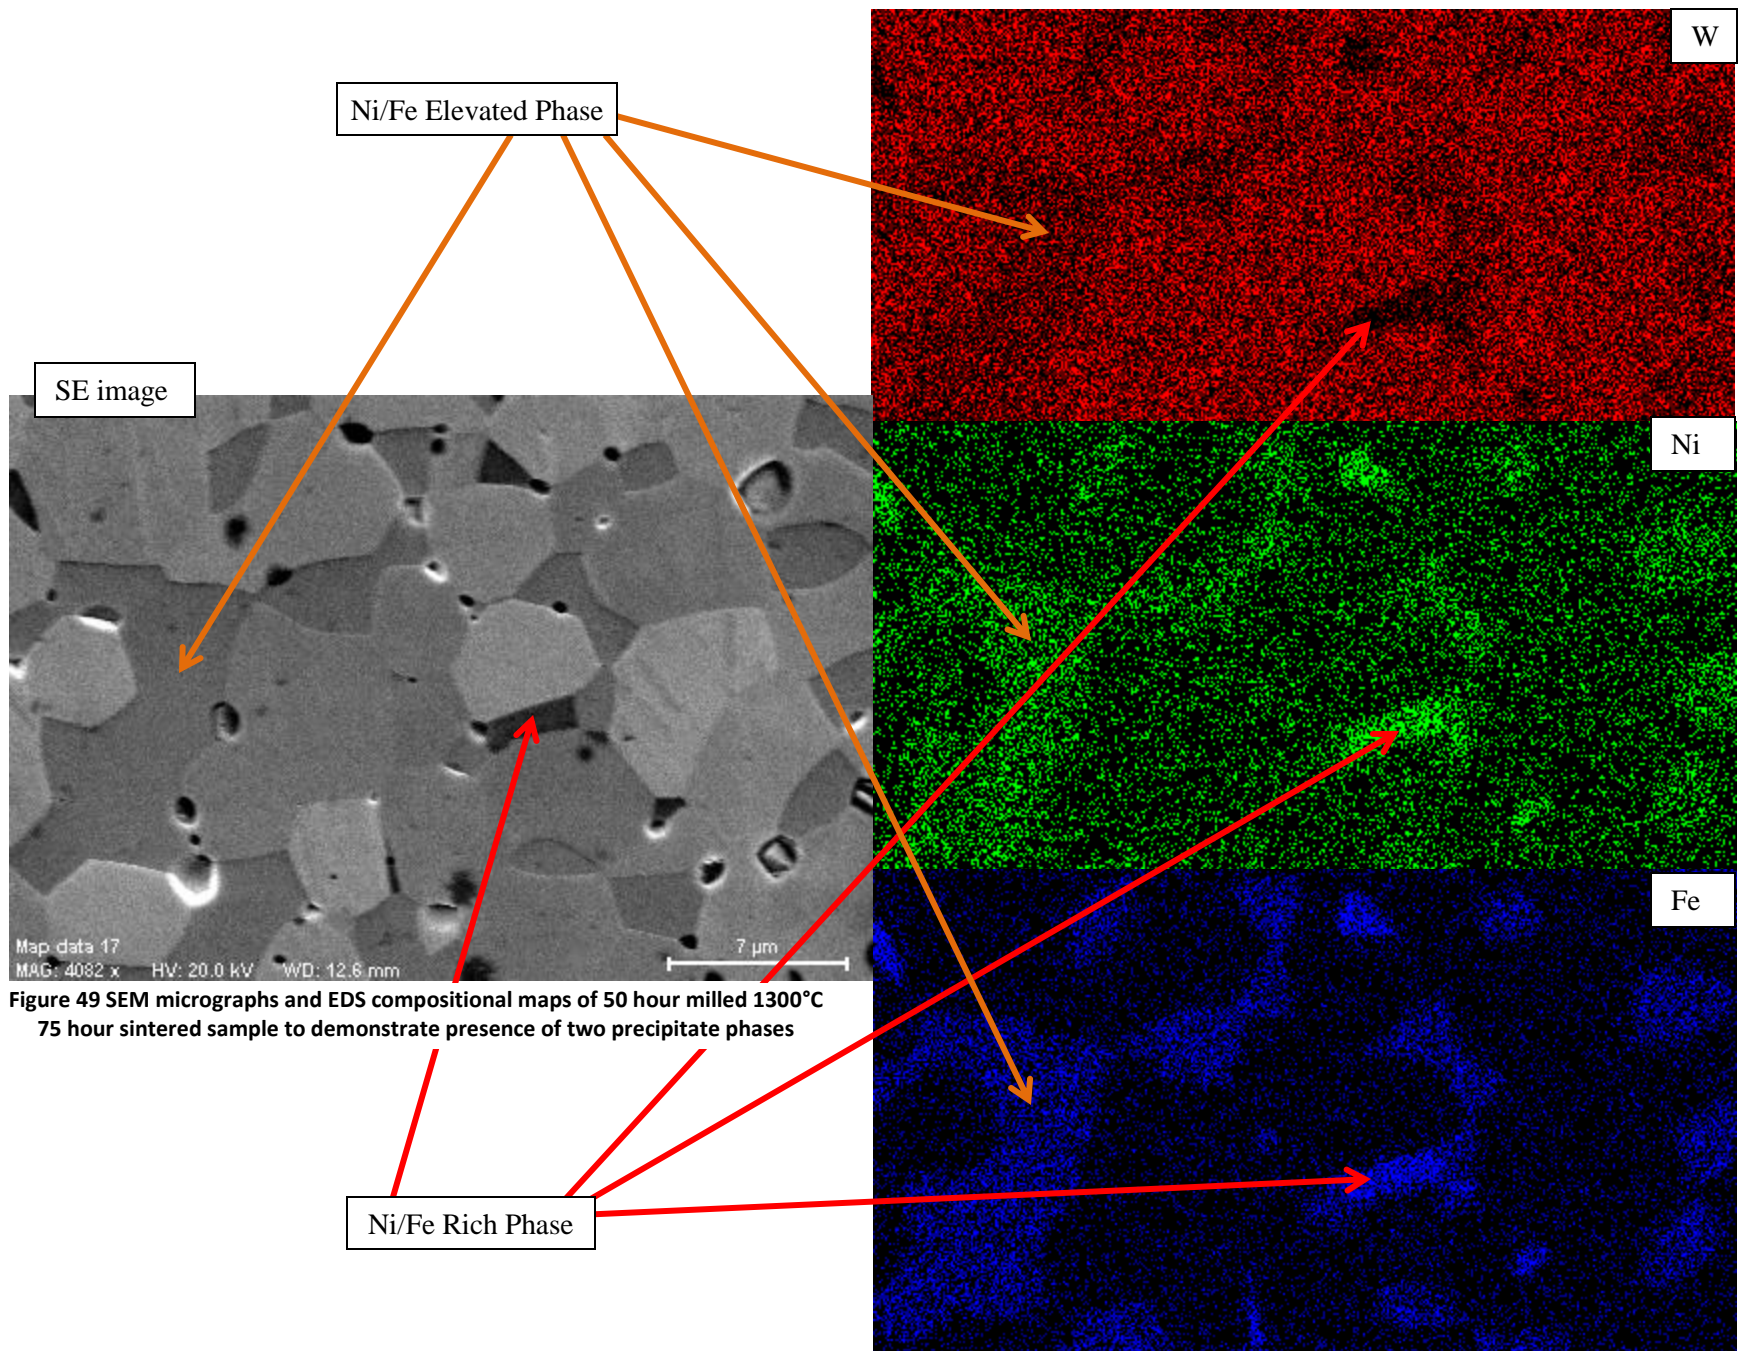 W
Ni/Fe Elevated Phase
SE image
Ni
Fe
Map data 17
7 µm
MAG: 4082 x HV: 20.0 kV WD: 12.6 mm
Figure 49 SEM micrographs and EDS compositional maps of 50 hour milled 1300°C
75 hour sintered sample to demonstrate presence of two precipitate phases
Ni/Fe Rich Phase